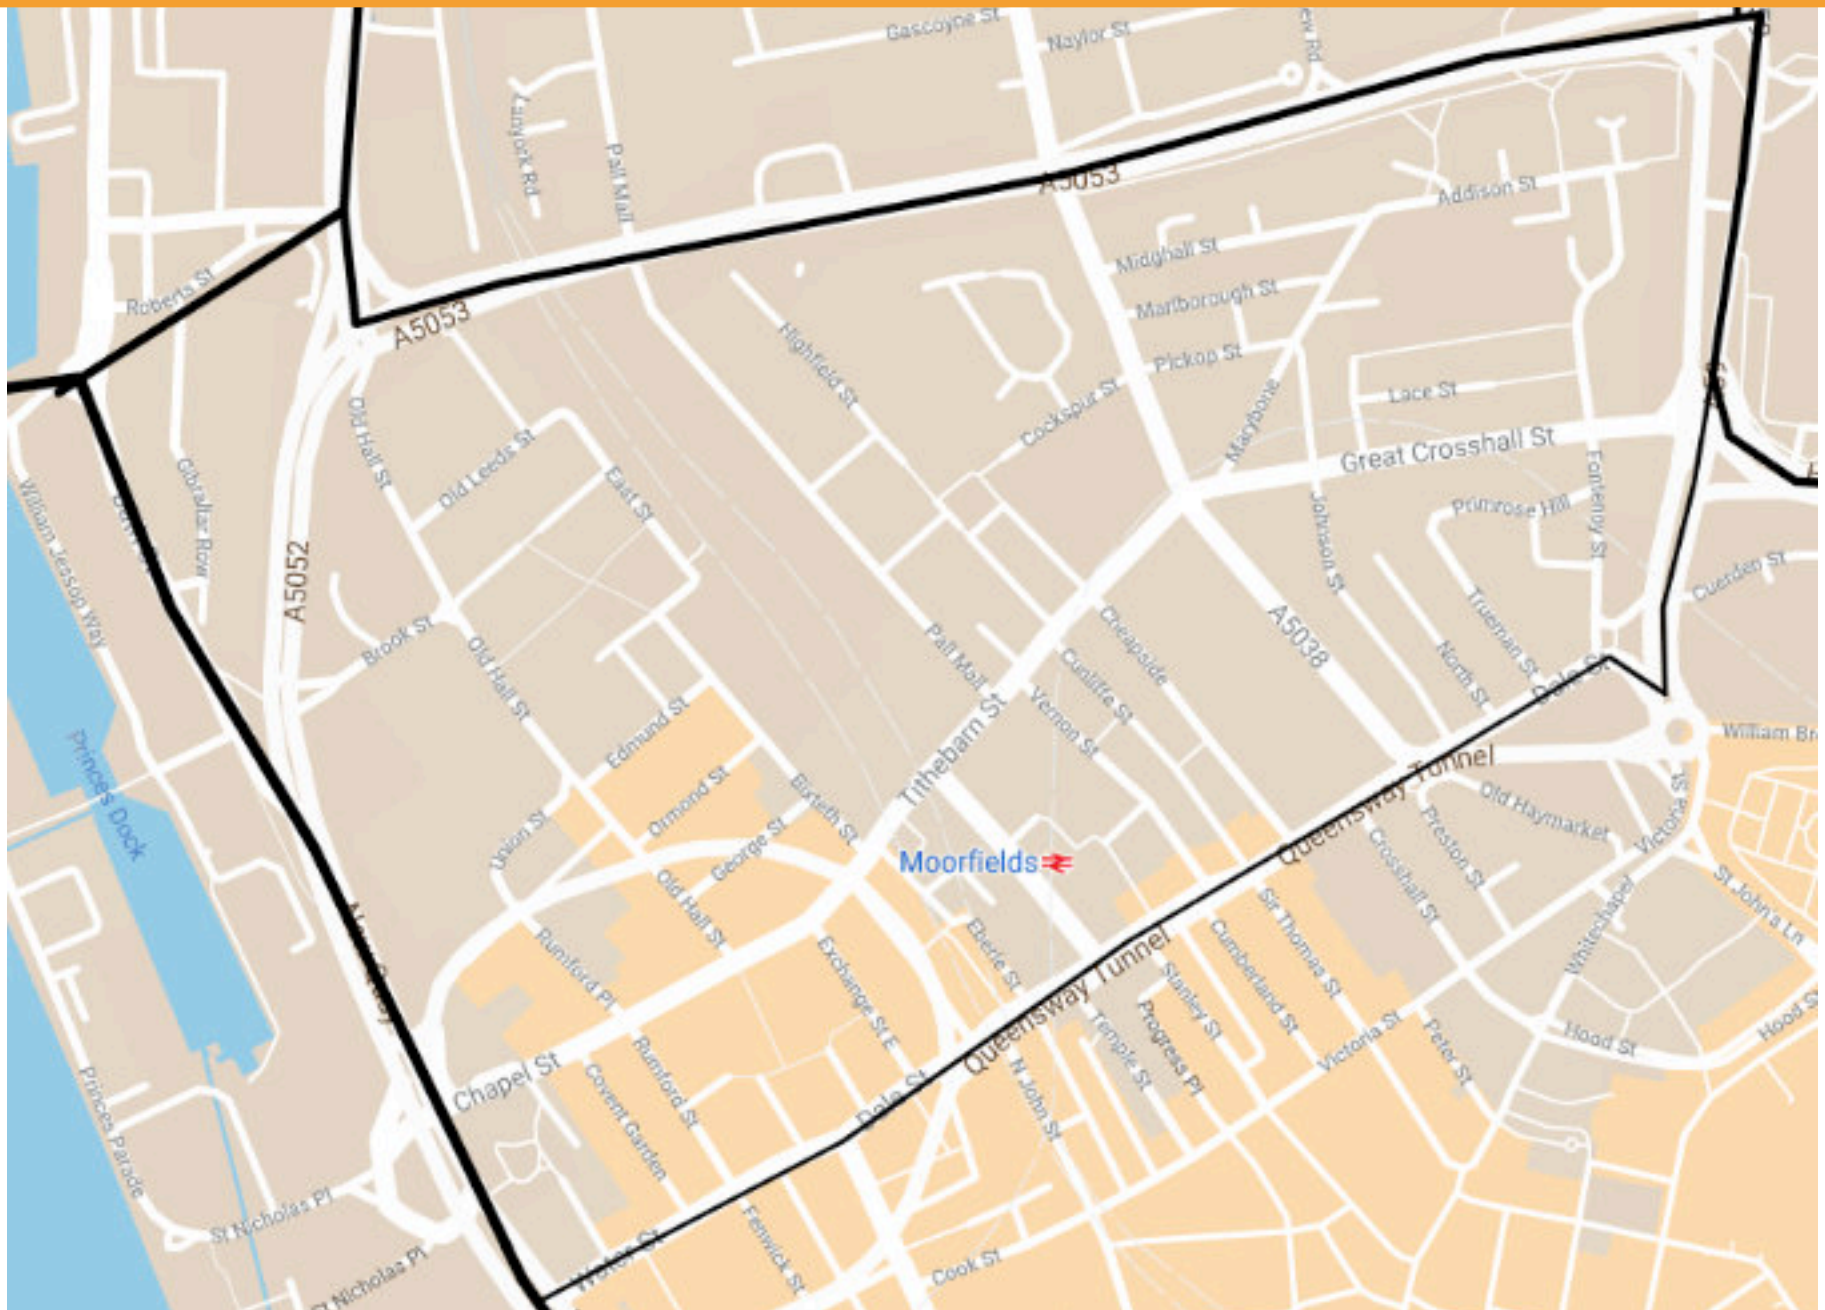 Gascoyne St
Naylor St
Lanyork Rd
Pall Mall
A5053
Addison St
Midghall St
Roberts St
Marlborough St
A5053
Highfield St
Pickop St
Lace St
Cockspur St
Marybone
Old Hall St
Great Crosshall St
Old Leeds St
East St
Gibraltar Row
William Jessop Way
Johnson St
Primrose Hill
Fontenoy St
A5052
Cuerden St
Trueman St
Cheapside
A5038
Brook St
Old Hall St
Pall Mall
Cunliffe St
North St
Dale St
Vernon St
Edmund St
Tithebarn St
William Br
Princes Dock
Queensway Tunnel
Ormond St
Bixteth St
Old Haymarket
Victoria St
Preston St
Union St
George St
Moorfields
Crosshall St
Old Hall St
St John's Ln
Sir Thomas St
Whitechapel
New Quay
Rumford Pl
Exchange St E
Eberle St
Queensway Tunnel
Cumberland St
Stanley St
Progress Pl
Temple St
Victoria St
Peter St
Hood St
Hood St
Chapel St
Covent Garden
Rumford St
Dale St
N John St
Princes Parade
St Nicholas Pl
Water St
Fenwick St
Cook St
St Nicholas Pl